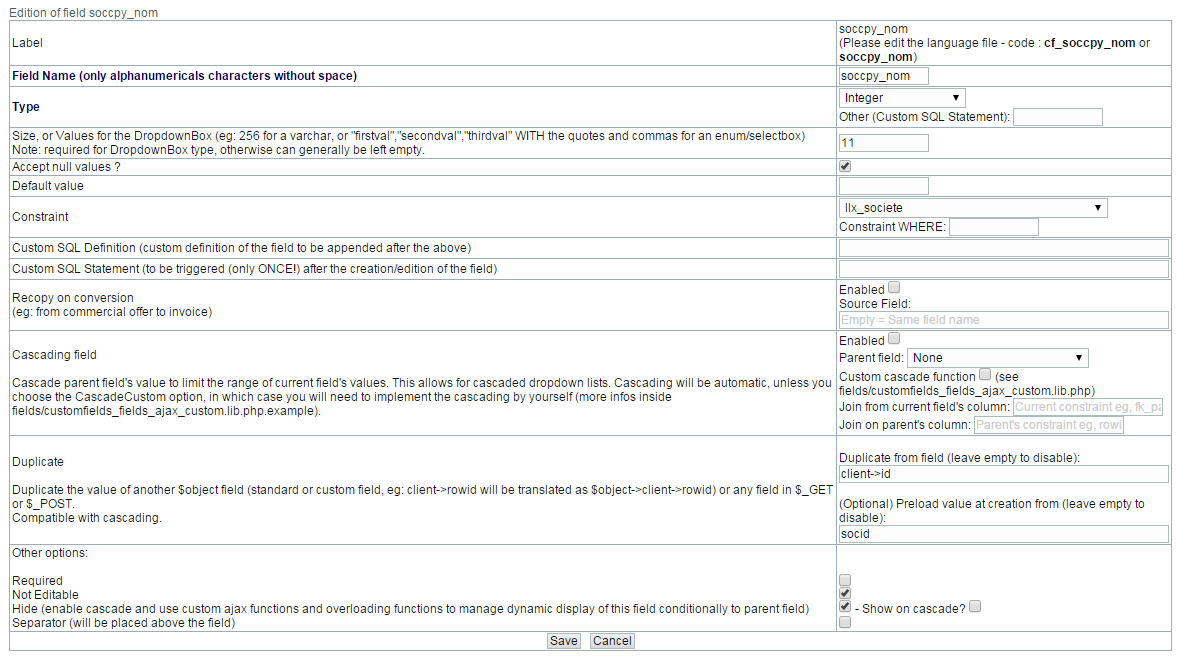 Edition of field soccpy_nom
Label
soccpy_nom
(Please edit the language file - code : cf_soccpy_nom or
soccpy_nom)
Field Name (only alphanumericals characters without space)
soccpy_nom
Type
Integer
Other (Custom SQL Statement):
Size, or Values for the DropdownBox (eg: 256 for a varchar, or "firstval","secondval","thirdval" WITH the quotes and commas for an enum/selectbox)
Note: required for DropdownBox type, otherwise can generally be left empty.
11
Accept null values ?
Default value
Constraint
llx_societe
Constraint WHERE:
Custom SQL Definition (custom definition of the field to be appended after the above)
Custom SQL Statement (to be triggered (only ONCE!) after the creation/edition of the field)
Recopy on conversion
(eg: from commercial offer to invoice)
Enabled
Source Field:
Empty = Same field name
Cascading field
Cascade parent field's value to limit the range of current field's values. This allows for cascaded dropdown lists. Cascading will be automatic, unless you
choose the CascadeCustom option, in which case you will need to implement the cascading by yourself (more infos inside
fields/customfields_fields_ajax_custom.lib.php.example).
Enabled
Parent field: None
Custom cascade function (see
fields/customfields_fields_ajax_custom.lib.php)
Join from current field's column: Current constraint eg, fk_pa
Join on parent's column: Parent's constraint eg, rowi
Duplicate
Duplicate the value of another $object field (standard or custom field, eg: client->rowid will be translated as $object->client->rowid) or any field in $_GET
or $_POST.
Compatible with cascading.
Duplicate from field (leave empty to disable):
client->id
(Optional) Preload value at creation from (leave empty to
disable):
socid
Other options:
Required
Not Editable
Hide (enable cascade and use custom ajax functions and overloading functions to manage dynamic display of this field conditionally to parent field)
- Show on cascade?
Separator (will be placed above the field)
Save Cancel